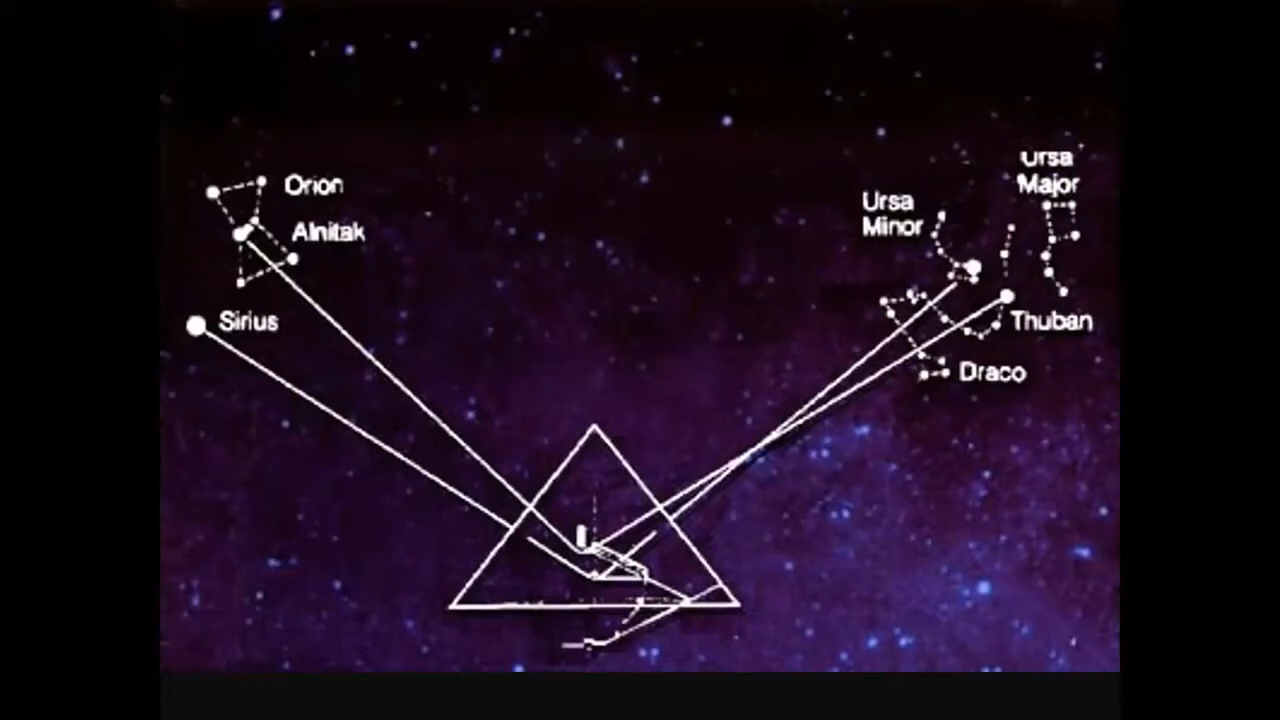 Orion
Alnitak
Sirius
Ursa
Minor
Ursa
Major
Thuban
Draco